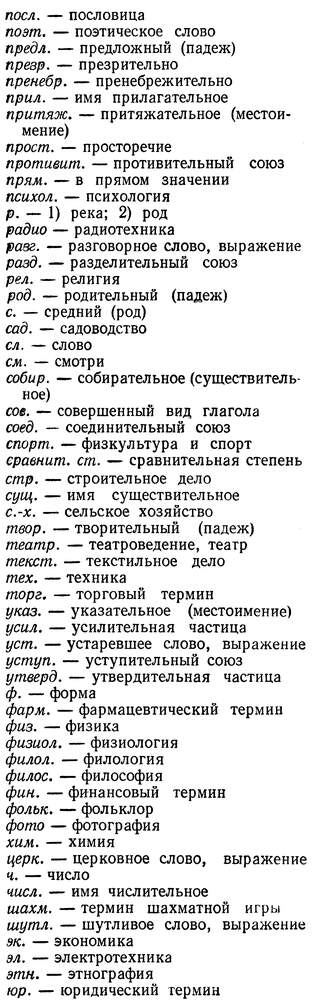 посл. — пословица
поэт. — поэтическое слово
предл. — предложный (падеж)
презр. — презрительно
пренебр. — пренебрежительно
прил. — имя прилагательное
притяж. — притяжательное (местои-
мение)
прост. — просторечие
противит. — противительный союз
прям. — в прямом значении
психол. — психология
р. — 1) река; 2) род
радио — радиотехника
разг. — разговорное слово, выражение
разд. — разделительный союз
рел. — религия
род. — родительный (падеж)
с. — средний (род)
сад. — садоводство
сл. — слово
см. — смотри
собир. — собирательное (существитель-
ное)
сов. — совершенный вид глагола
соед. — соединительный союз
спорт. — физкультура и спорт
сравнит. ст. — сравнительная степень
стр. — строительное дело
сущ. — имя существительное
с.-х. — сельское хозяйство
твор. — творительный (падеж)
театр. — театроведение, театр
текст. — текстильное дело
тех. — техника
торг. — торговый термин
указ. — указательное (местоимение)
усил. — усилительная частица
уст. — устаревшее слово, выражение
уступ. — уступительный союз
утверд. — утвердительная частица
ф. — форма
фарм. — фармацевтический термин
физ. — физика
физиол. — физиология
филол. — филология
филос. — философия
фин. — финансовый термин
фольк. — фольклор
фото — фотография
хим. — химия
церк. — церковное слово, выражение
ч. — число
числ. — имя числительное
шахм. — термин шахматной игры
шутл. — шутливое слово, выражение
эк. — экономика
эл. — электротехника
этн. — этнография
юр. — юридический термин